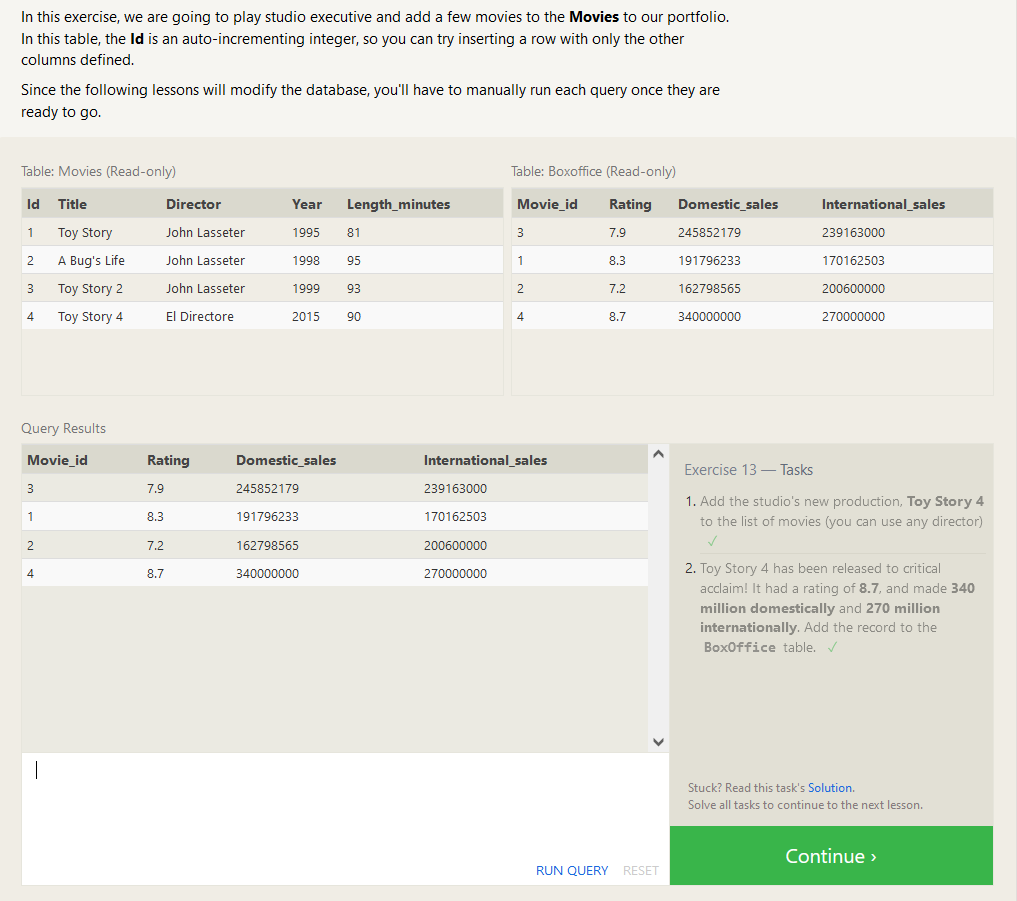 In this exercise, we are going to play studio executive and add a few movies to the Movies to our portfolio.
In this table, the Id is an auto-incrementing integer, so you can try inserting a row with only the other
columns defined.
Since the following lessons will modify the database, you'll have to manually run each query once they are
ready to go.
Table: Movies (Read-only)
Id Title Director Year Length_minutes
1 Toy Story John Lasseter 1995 81
2 A Bug's Life John Lasseter 1998 95
3 Toy Story 2 John Lasseter 1999 93
4 Toy Story 4 El Directore 2015 90
Table: Boxoffice (Read-only)
Movie_id Rating Domestic_sales International_sales
3 7.9 245852179 239163000
1 8.3 191796233 170162503
2 7.2 162798565 200600000
4 8.7 340000000 270000000
Query Results
Movie_id Rating Domestic_sales International_sales
3 7.9 245852179 239163000
1 8.3 191796233 170162503
2 7.2 162798565 200600000
4 8.7 340000000 270000000
RUN QUERY RESET
Exercise 13 — Tasks
1. Add the studio's new production, Toy Story 4
to the list of movies (you can use any director)
✓
2. Toy Story 4 has been released to critical
acclaim! It had a rating of 8.7, and made 340
million domestically and 270 million
internationally. Add the record to the
BoxOffice table. ✓
Stuck? Read this task's Solution.
Solve all tasks to continue to the next lesson.
Continue ›